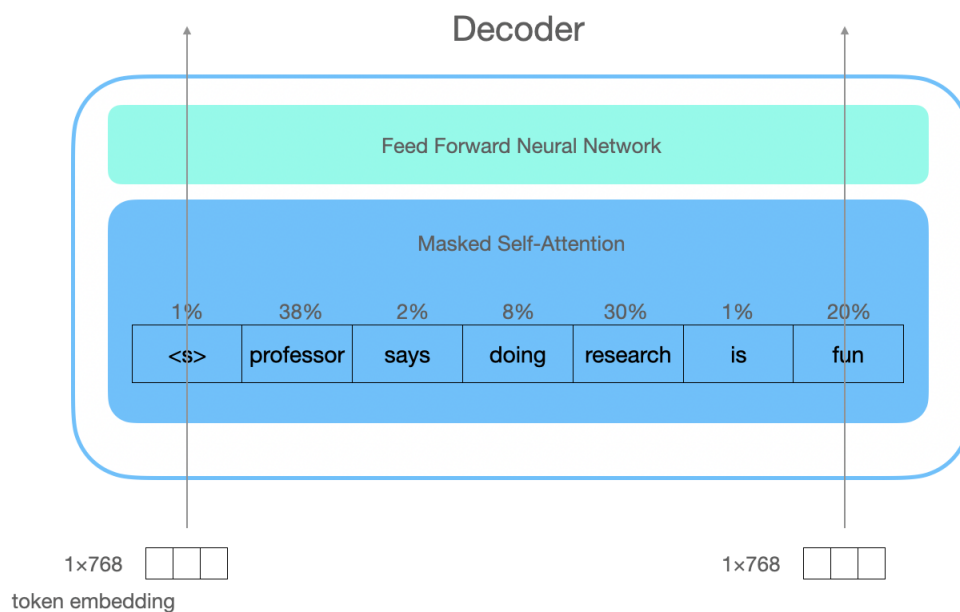 Decoder
Feed Forward Neural Network
Masked Self-Attention
1% 38% 2% 8% 30% 1% 20%
<s> professor says doing research is fun
1×768 1×768
token embedding